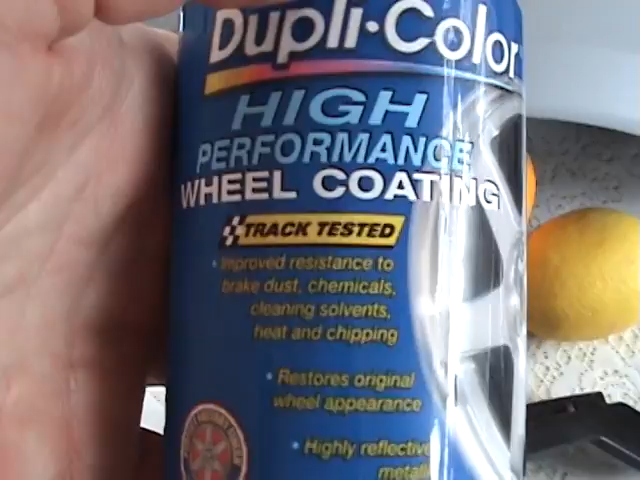 Dupli-Color
HIGH
PERFORMANCE
WHEEL COATING
TRACK TESTED
• Improved resistance to
brake dust, chemicals,
cleaning solvents,
heat and chipping
• Restores original
wheel appearance
• Highly reflective